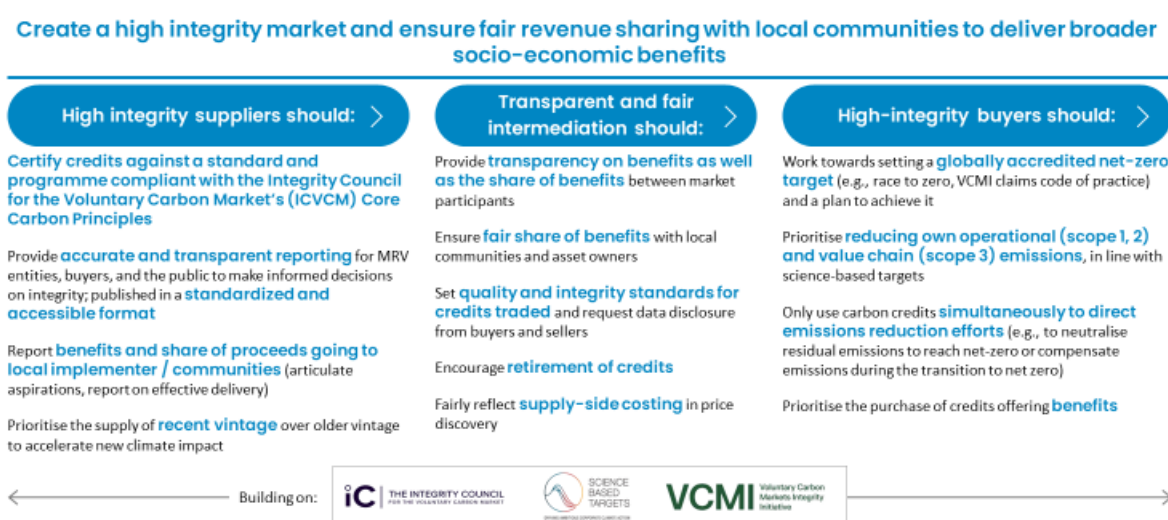 Create a high integrity market and ensure fair revenue sharing with local communities to deliver broader
socio-economic benefits
High integrity suppliers should:
Certify credits against a standard and
programme compliant with the Integrity Council
for the Voluntary Carbon Market's (ICVCM) Core
Carbon Principles
Provide accurate and transparent reporting for MRV
entities, buyers, and the public to make informed decisions
on integrity; published in a standardized and
accessible format
Report benefits and share of proceeds going to
local implementer / communities (articulate
aspirations, report on effective delivery)
Prioritise the supply of recent vintage over older vintage
to accelerate new climate impact
Transparent and fair
intermediation should:
Provide transparency on benefits as well
as the share of benefits between market
participants
Ensure fair share of benefits with local
communities and asset owners
Set quality and integrity standards for
credits traded and request data disclosure
from buyers and sellers
Encourage retirement of credits
Fairly reflect supply-side costing in price
discovery
High-integrity buyers should:
Work towards setting a globally accredited net-zero
target (e.g., race to zero, VCMI claims code of practice)
and a plan to achieve it
Prioritise reducing own operational (scope 1, 2)
and value chain (scope 3) emissions, in line with
science-based targets
Only use carbon credits simultaneously to direct
emissions reduction efforts (e.g., to neutralise
residual emissions to reach net-zero or compensate
emissions during the transition to net zero)
Prioritise the purchase of credits offering benefits
Building on:
iC THE INTEGRITY COUNCIL
FOR THE VOLUNTARY CARBON MARKET
SCIENCE
BASED
TARGETS
DRIVING AMBITIOUS CORPORATE CLIMATE ACTION
VCMI
Voluntary Carbon
Markets Integrity
Initiative